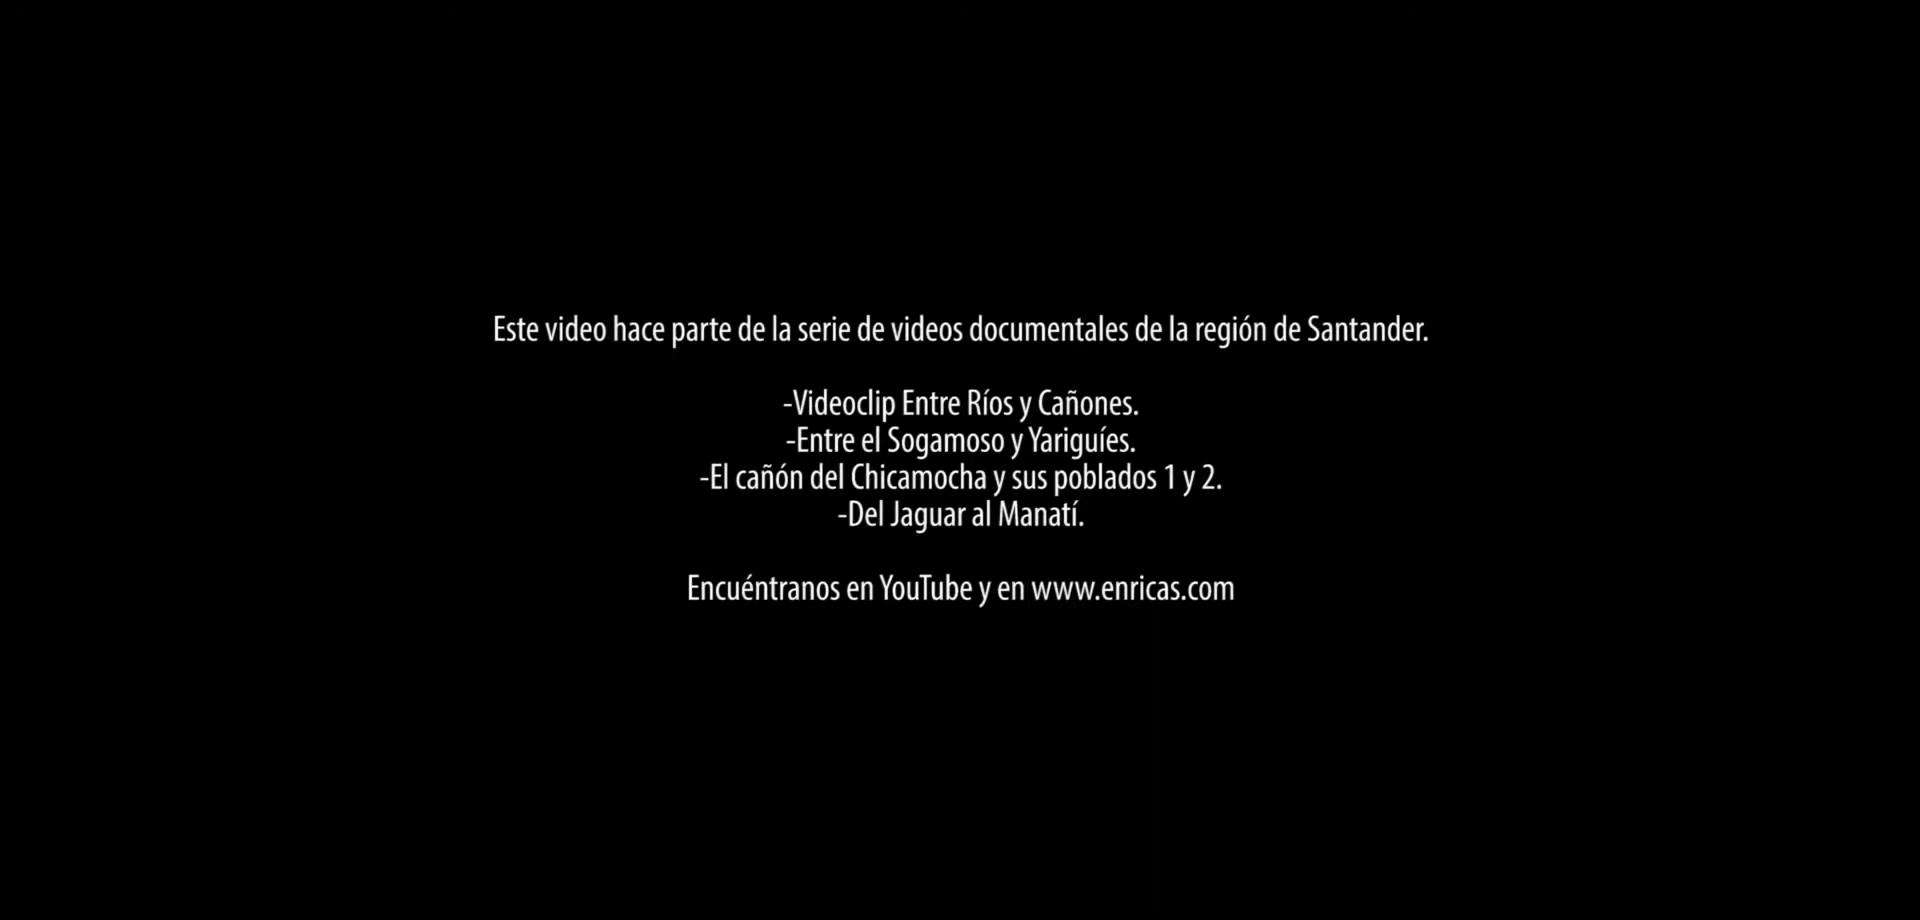 Este video hace parte de la serie de videos documentales de la región de Santander.
-Videoclip Entre Ríos y Cañones.
-Entre el Sogamoso y Yariguíes.
-El cañón del Chicamocha y sus poblados 1 y 2.
-Del Jaguar al Manatí.
Encuéntranos en YouTube y en www.enricas.com